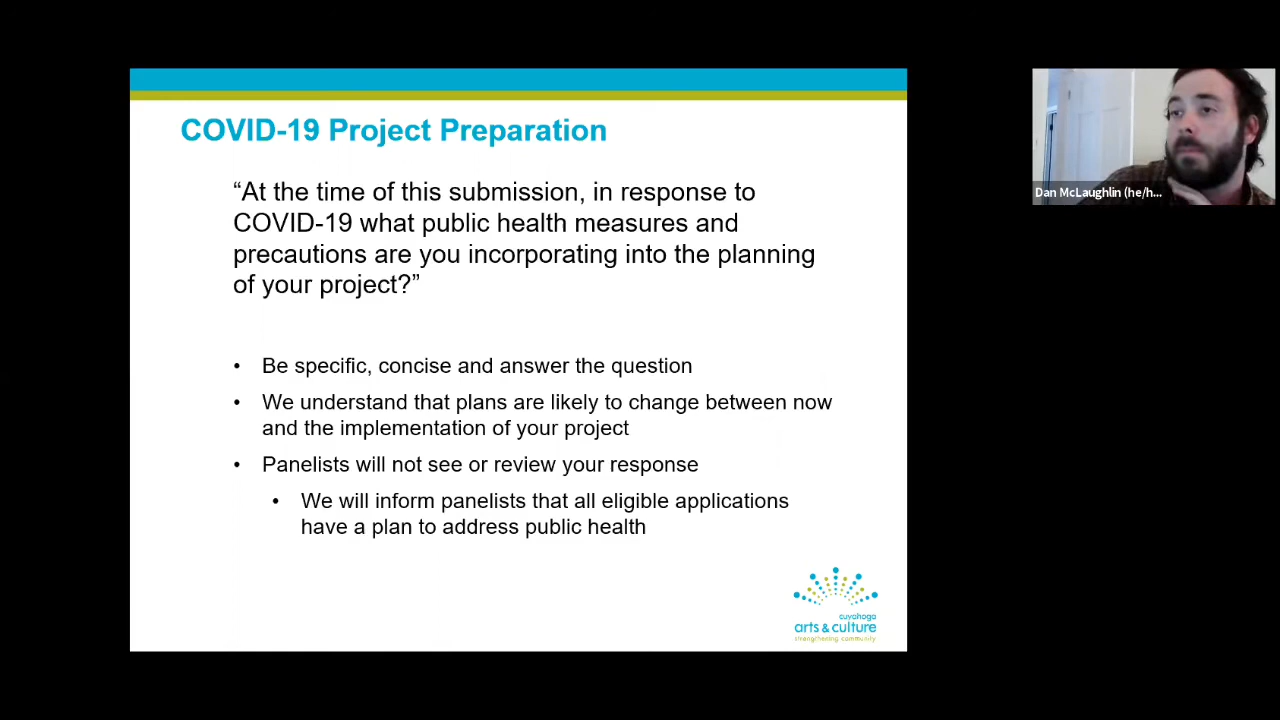 COVID-19 Project Preparation
“At the time of this submission, in response to
COVID-19 what public health measures and
precautions are you incorporating into the planning
of your project?”
• Be specific, concise and answer the question
• We understand that plans are likely to change between now
and the implementation of your project
• Panelists will not see or review your response
• We will inform panelists that all eligible applications
have a plan to address public health
cuyahoga
arts & culture
strengthening community
Dan McLaughlin (he/h...